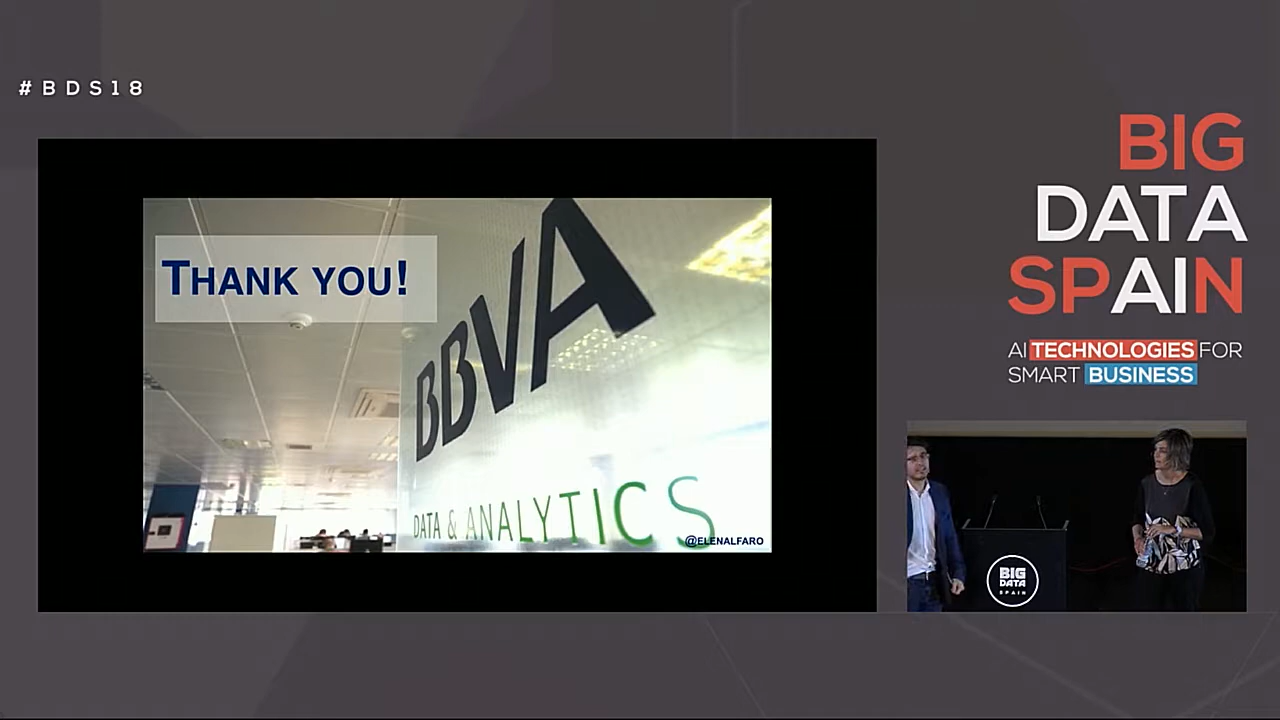 #BDS18
BIG
DATA
SPAIN
AI TECHNOLOGIES FOR
SMART BUSINESS
THANK YOU!
BBVA
DATA & ANALYTICS
@ELENALFARO
BIG
DATA
SPAIN